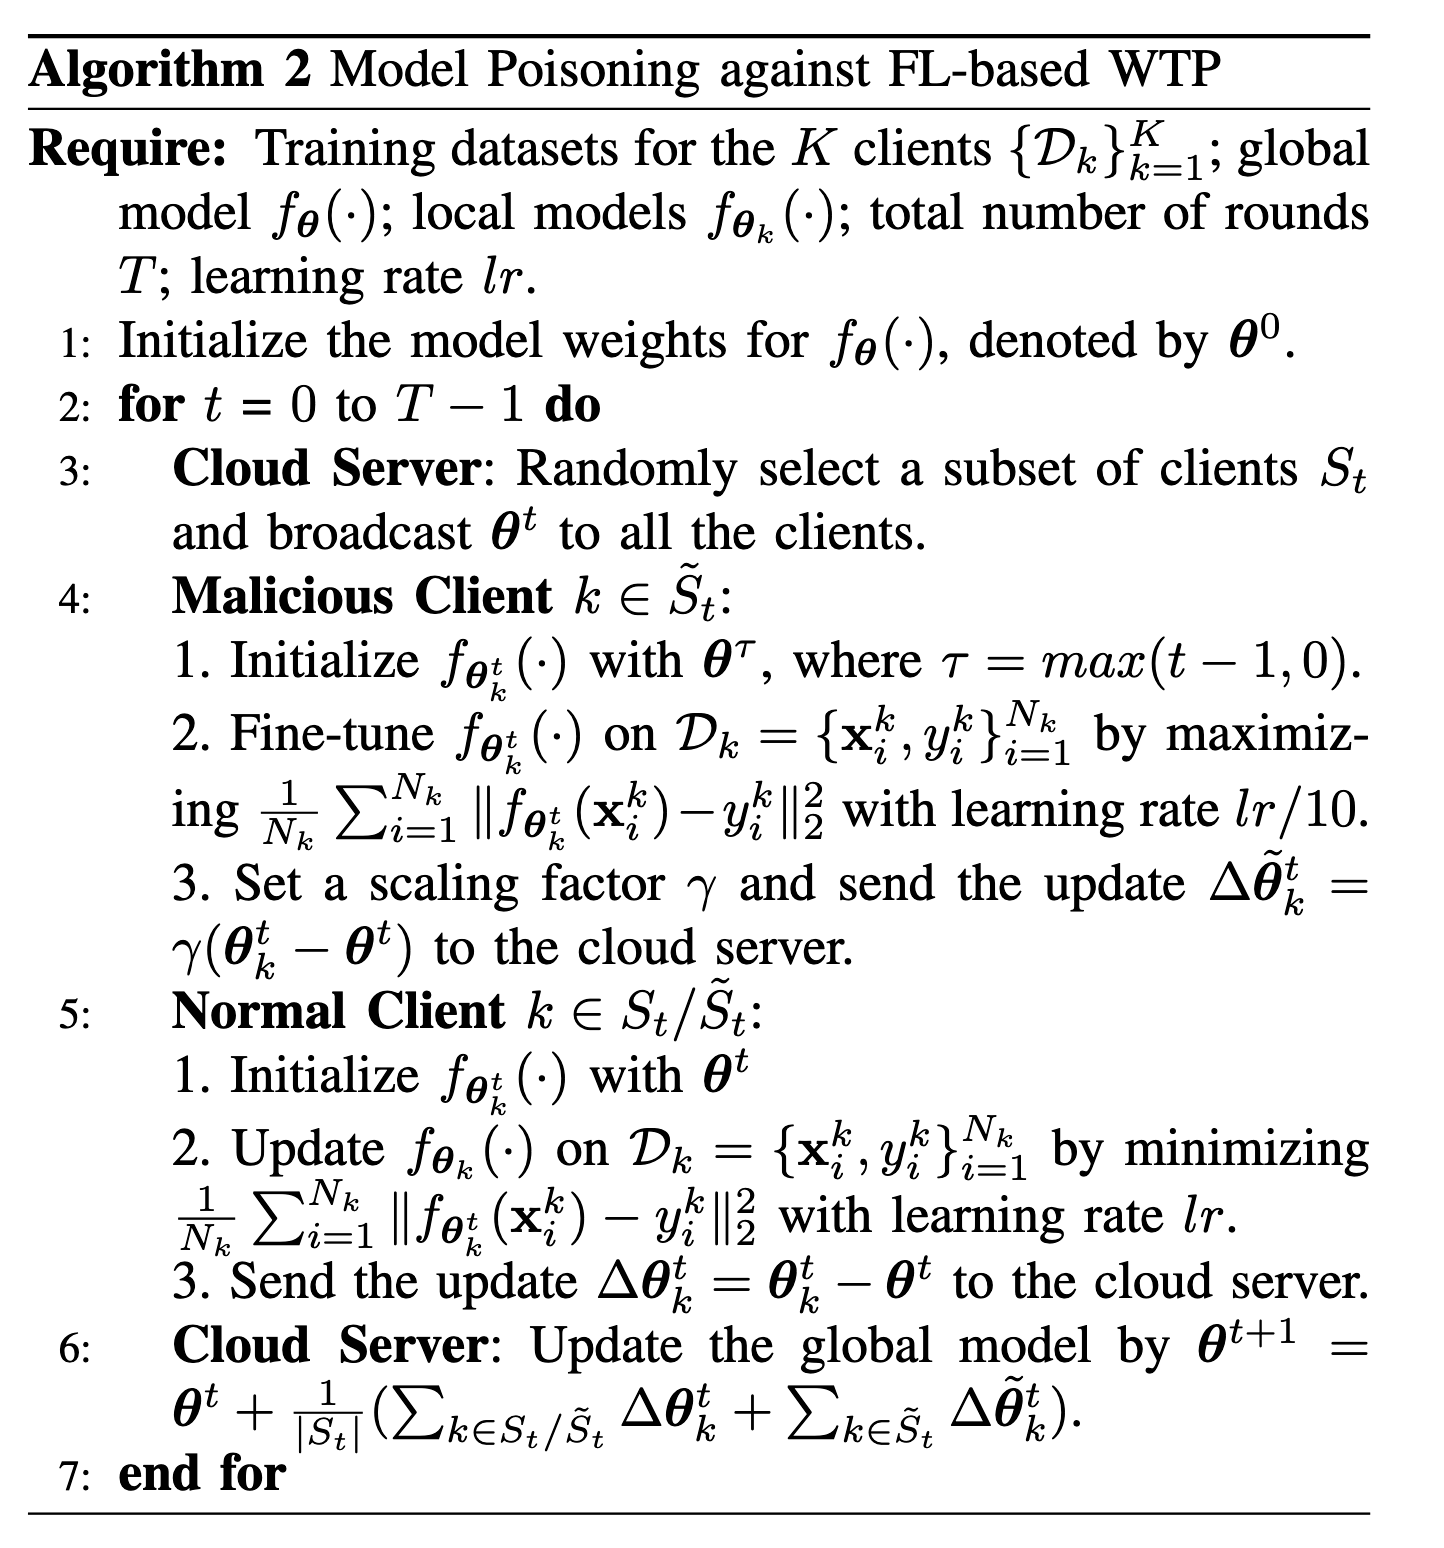 Algorithm 2 Model Poisoning against FL-based WTP
Require: Training datasets for the $K$ clients $\{\mathcal{D}_k\}_{k=1}^{K}$; global
model $f_{\boldsymbol{\theta}}(\cdot)$; local models $f_{\boldsymbol{\theta}_k}(\cdot)$; total number of rounds
$T$; learning rate $lr$.
1: Initialize the model weights for $f_{\boldsymbol{\theta}}(\cdot)$, denoted by $\boldsymbol{\theta}^0$.
2: for $t$ = 0 to $T - 1$ do
3: Cloud Server: Randomly select a subset of clients $S_t$
and broadcast $\boldsymbol{\theta}^t$ to all the clients.
4: Malicious Client $k \in \tilde{S}_t$:
1. Initialize $f_{\boldsymbol{\theta}_k^t}(\cdot)$ with $\boldsymbol{\theta}^\tau$, where $\tau = max(t - 1, 0)$.
2. Fine-tune $f_{\boldsymbol{\theta}_k^t}(\cdot)$ on $\mathcal{D}_k = \{\mathbf{x}_i^k, y_i^k\}_{i=1}^{N_k}$ by maximiz-
ing $\frac{1}{N_k} \sum_{i=1}^{N_k} \|f_{\boldsymbol{\theta}_k^t}(\mathbf{x}_i^k) - y_i^k\|_2^2$ with learning rate $lr/10$.
3. Set a scaling factor $\gamma$ and send the update $\Delta\tilde{\boldsymbol{\theta}}_k^t =$
$\gamma(\boldsymbol{\theta}_k^t - \boldsymbol{\theta}^t)$ to the cloud server.
5: Normal Client $k \in S_t/\tilde{S}_t$:
1. Initialize $f_{\boldsymbol{\theta}_k^t}(\cdot)$ with $\boldsymbol{\theta}^t$
2. Update $f_{\boldsymbol{\theta}_k}(\cdot)$ on $\mathcal{D}_k = \{\mathbf{x}_i^k, y_i^k\}_{i=1}^{N_k}$ by minimizing
$\frac{1}{N_k} \sum_{i=1}^{N_k} \|f_{\boldsymbol{\theta}_k^t}(\mathbf{x}_i^k) - y_i^k\|_2^2$ with learning rate $lr$.
3. Send the update $\Delta\boldsymbol{\theta}_k^t = \boldsymbol{\theta}_k^t - \boldsymbol{\theta}^t$ to the cloud server.
6: Cloud Server: Update the global model by $\boldsymbol{\theta}^{t+1} =$
$\boldsymbol{\theta}^t + \frac{1}{|S_t|}(\sum_{k \in S_t/\tilde{S}_t} \Delta\boldsymbol{\theta}_k^t + \sum_{k \in \tilde{S}_t} \Delta\tilde{\boldsymbol{\theta}}_k^t)$.
7: end for